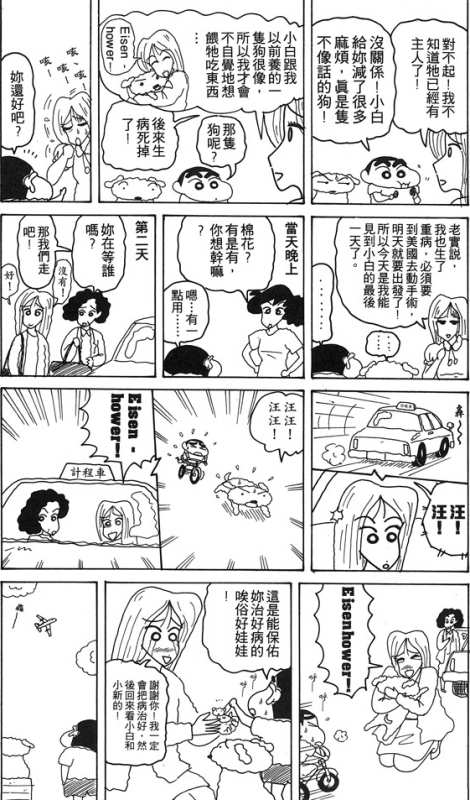 對不起!我不
知道牠已經有
主人了!
沒關係!小白
給妳減了很多
麻煩,真是隻
不像話的狗!
小白跟我
以前養的一
隻狗很像,
所以我才會
不自覺地想
餵牠吃東西
Eisen-
hower-
那隻
狗呢?
後來生
病死掉
了!
咳!
咳-
咳-
妳還好吧?
老實説,
我也生了
重病,必須要
到美國去動手術
明天就要出發了!
所以今天是我能
見到小白的最後
一天了。
……
………
當天晚上
棉花?
有是有,
你想幹嘛
?
嗯…有
點用……
第二天
妳在等誰
嗎?
沒有!
那我們走
吧!
好!
轟
汪!
汪!
汪汪!
汪汪!
Eisen-
hower—!
計程車
Eisenhower—!
這是能保佑
妳治好病的
唉俗好娃娃
!
謝謝你!我一定
會把病治好,然
後回來看小白和
小新的!